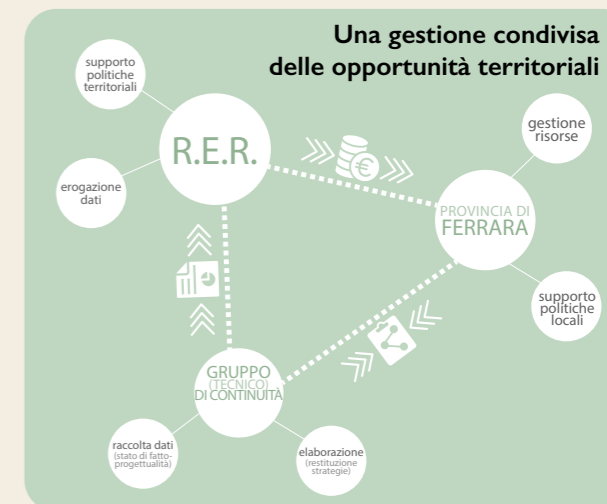 Una gestione condivisa
delle opportunità territoriali
supporto
politiche
territoriali
R.E.R.
erogazione
dati
€
gestione
risorse
PROVINCIA DI
FERRARA
supporto
politiche
locali
GRUPPO
(TECNICO)
DI CONTINUITÀ
raccolta dati
(stato di fatto-
progettualità)
elaborazione
(restituzione
strategie)